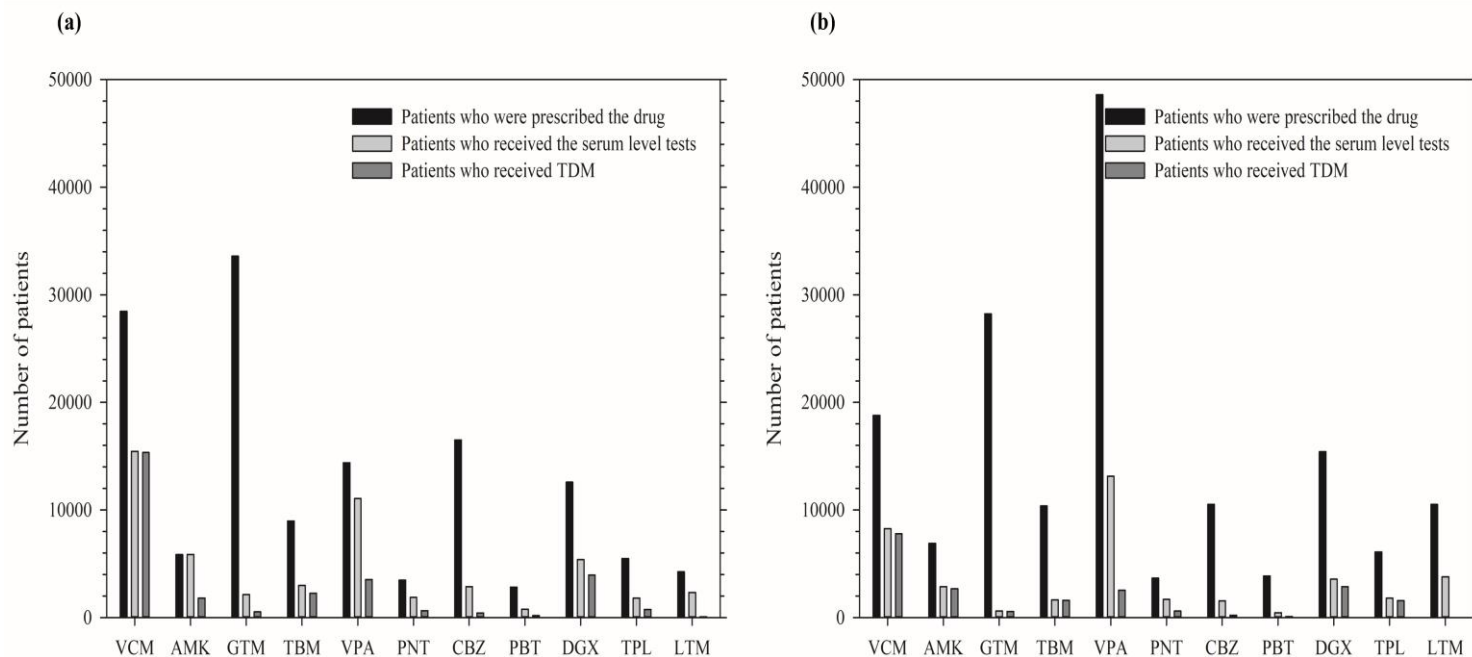 (a)
50000
40000
30000
20000
10000
0
Number of patients
Patients who were prescribed the drug
Patients who received the serum level tests
Patients who received TDM
VCM AMK GTM TBM VPA PNT CBZ PBT DGX TPL LTM
(b)
50000
40000
30000
20000
10000
0
Number of patients
Patients who were prescribed the drug
Patients who received the serum level tests
Patients who received TDM
VCM AMK GTM TBM VPA PNT CBZ PBT DGX TPL LTM